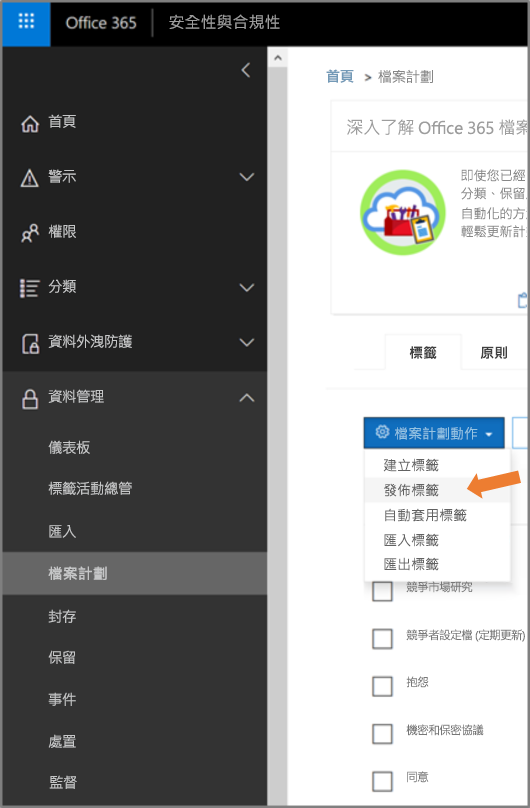 Office 365 安全性與合規性
首頁
警示
權限
分類
資料外洩防護
資料管理
儀表板
標籤活動總管
匯入
檔案計劃
封存
保留
事件
處置
監督
首頁 > 檔案計劃
深入了解 Office 365 檔案
即使您已經
分類、保留
自動化的方
輕鬆更新計
標籤 原則
檔案計劃動作
建立標籤
發佈標籤
自動套用標籤
匯入標籤
匯出標籤
競爭市場研究
競爭者設定檔 (定期更新)
抱怨
機密和保密協議
同意